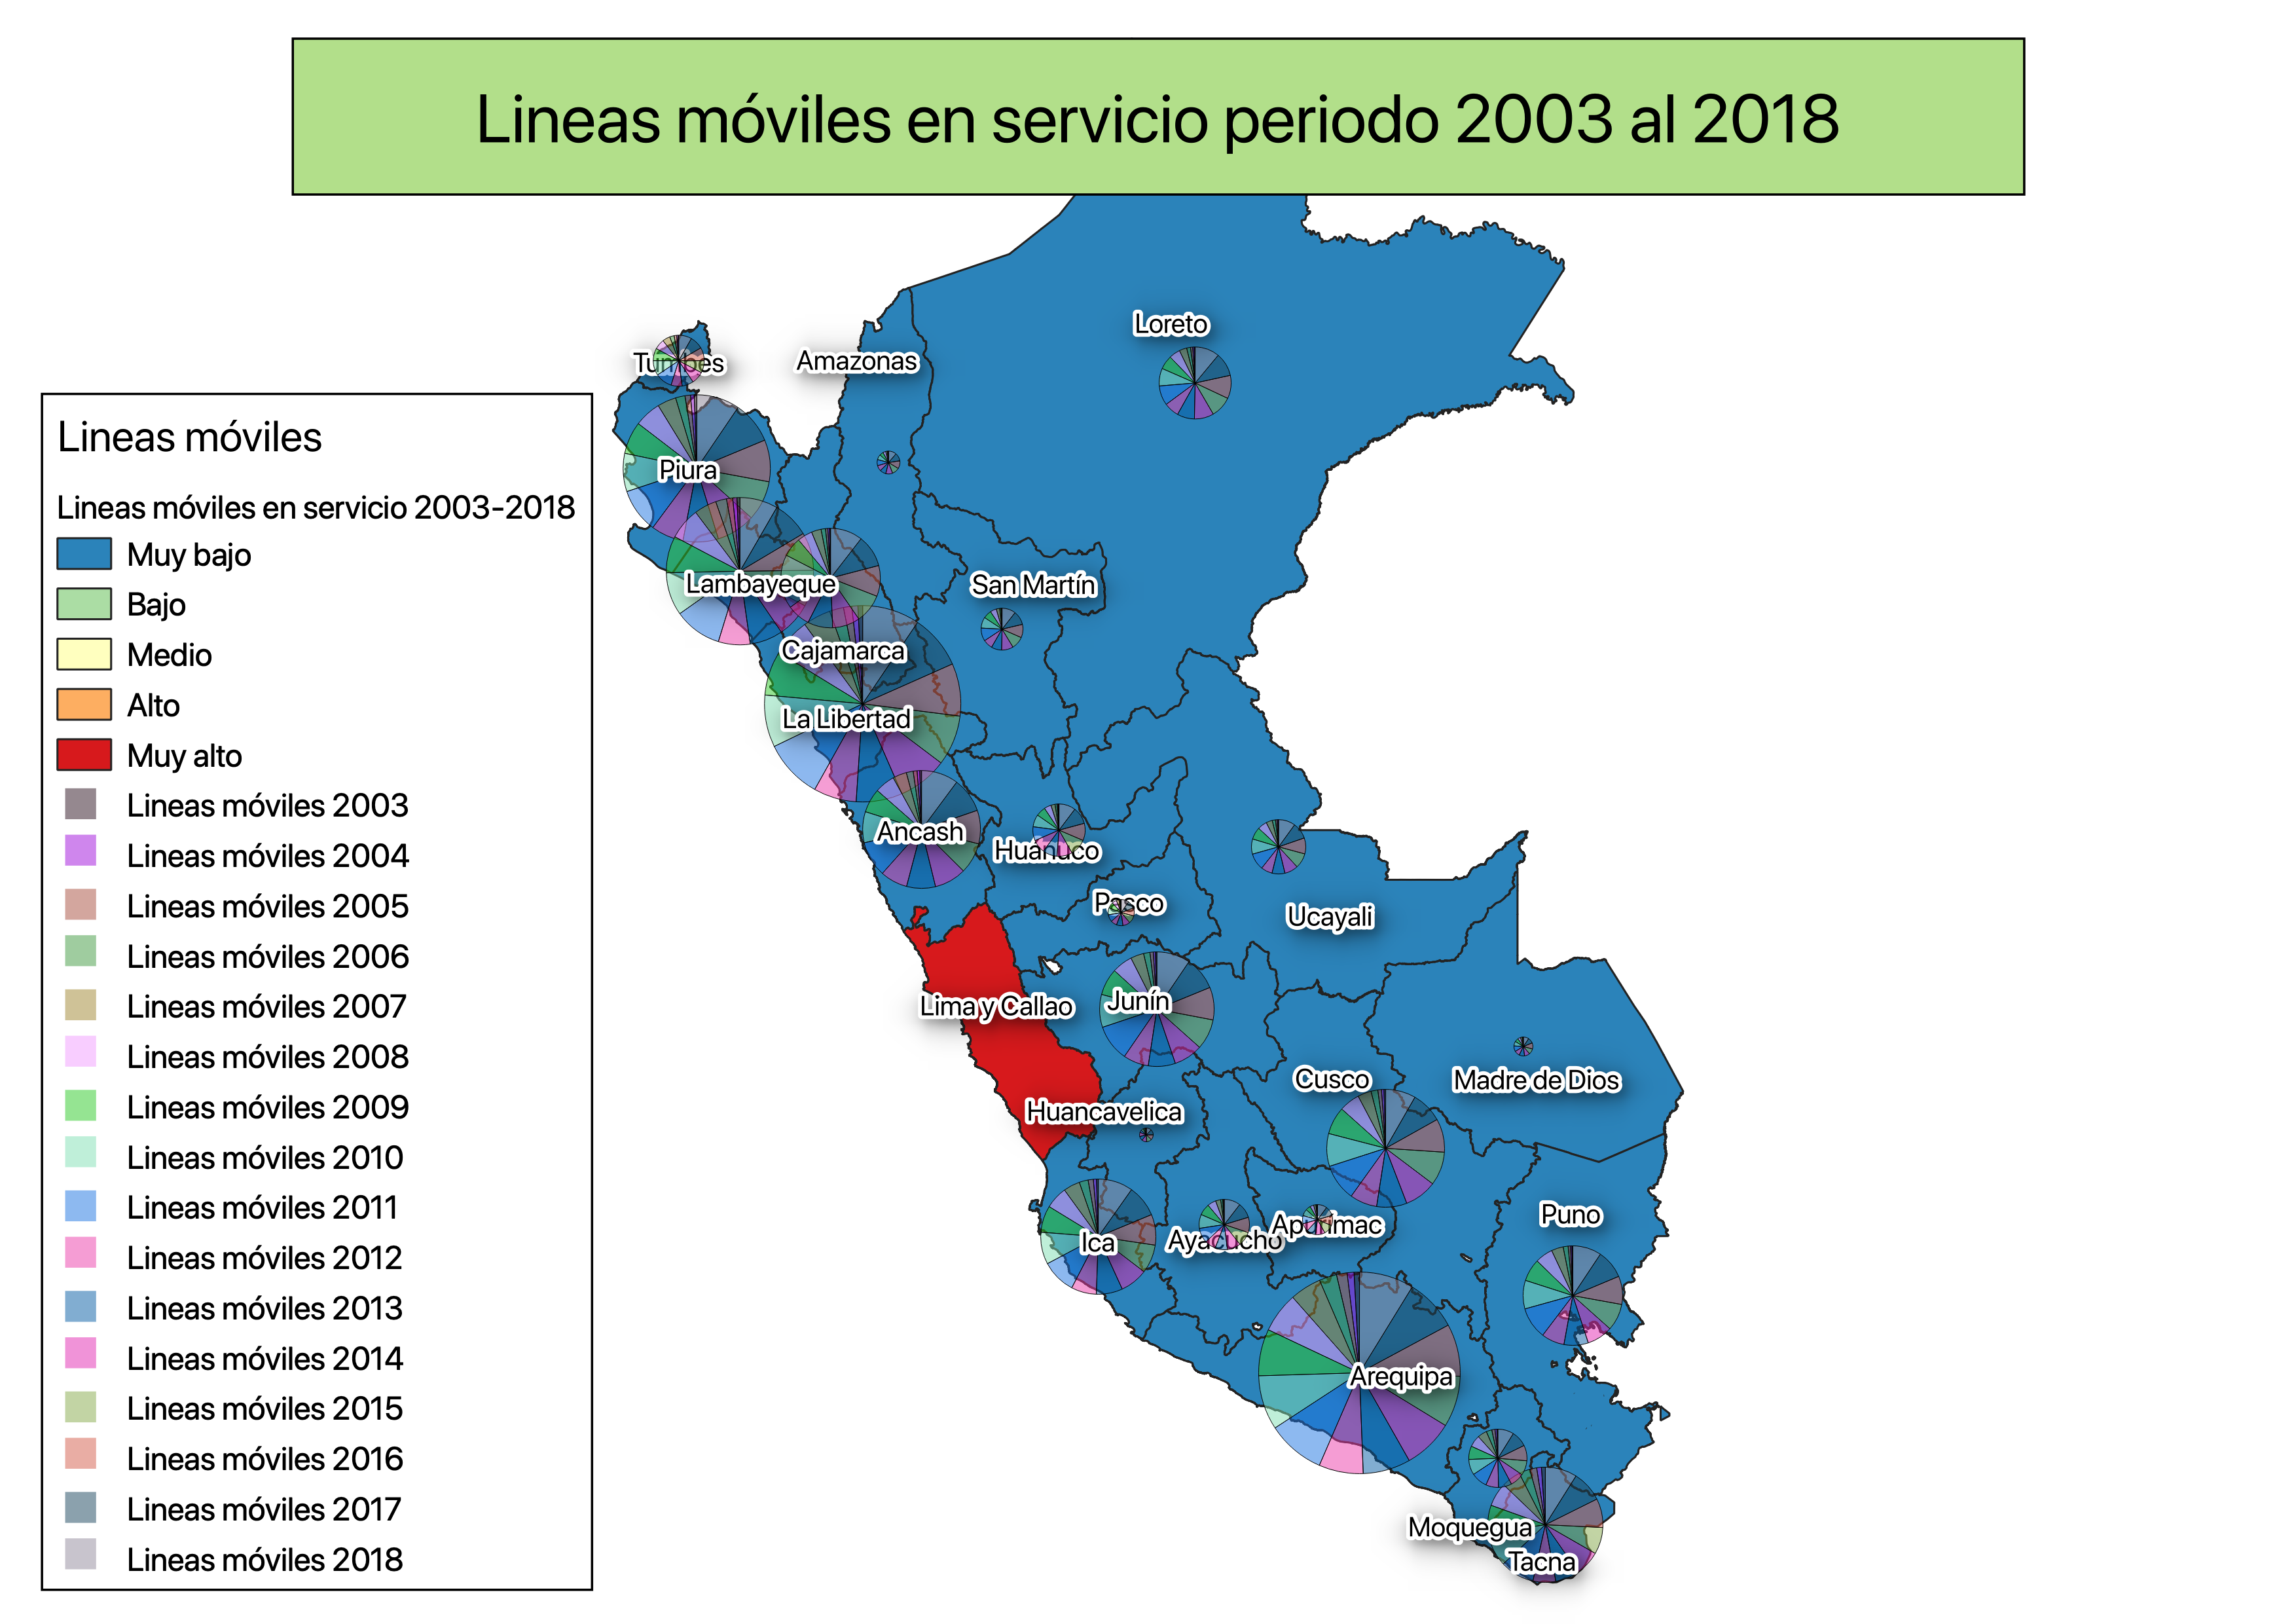 Lineas móviles en servicio periodo 2003 al 2018
Lineas móviles
Lineas móviles en servicio 2003-2018
Muy bajo
Bajo
Medio
Alto
Muy alto
Lineas móviles 2003
Lineas móviles 2004
Lineas móviles 2005
Lineas móviles 2006
Lineas móviles 2007
Lineas móviles 2008
Lineas móviles 2009
Lineas móviles 2010
Lineas móviles 2011
Lineas móviles 2012
Lineas móviles 2013
Lineas móviles 2014
Lineas móviles 2015
Lineas móviles 2016
Lineas móviles 2017
Lineas móviles 2018
Loreto
Tumbes
Amazonas
Piura
Lambayeque
San Martín
Cajamarca
La Libertad
Ancash
Huánuco
Pasco
Ucayali
Lima y Callao
Junín
Cusco
Madre de Dios
Huancavelica
Puno
Ica
Ayacucho
Apurímac
Arequipa
Moquegua
Tacna